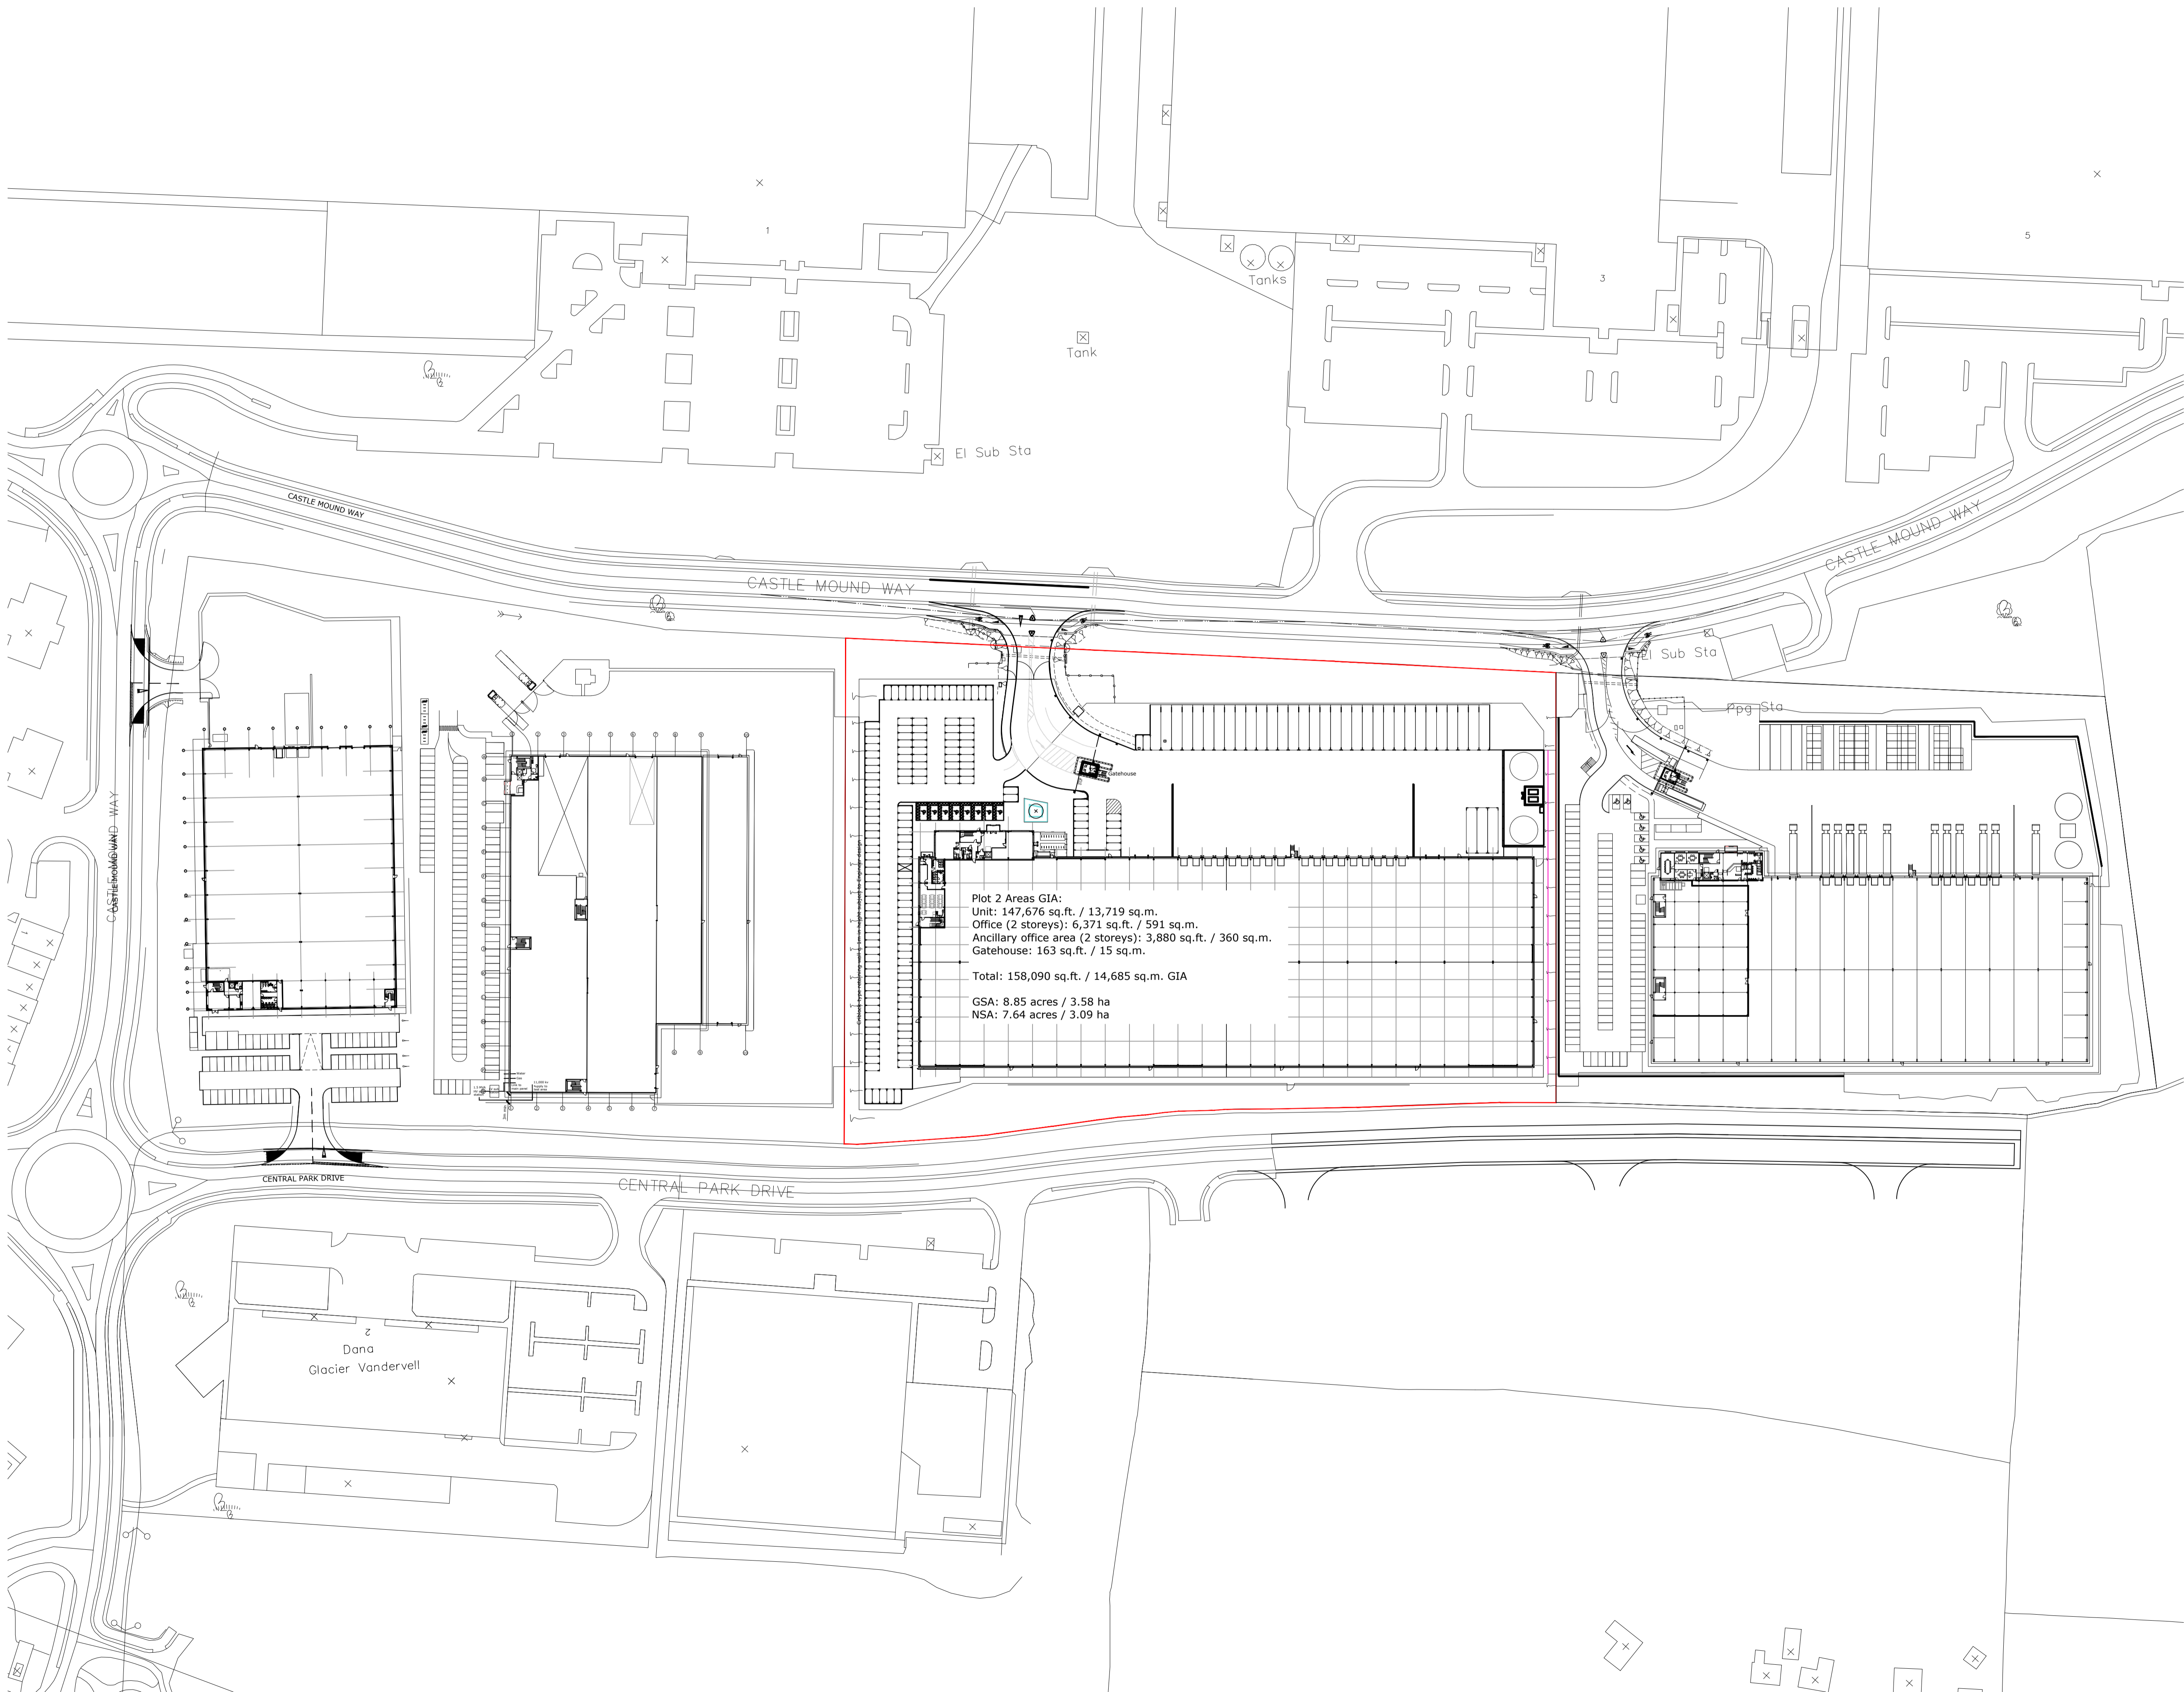 1
5
3
Tanks
Tank
El Sub Sta
CASTLE MOUND WAY
CASTLE MOUND WAY
CASTLE MOUND WAY
El Sub Sta
Ppg Sta
Gatehouse
CASTLE MOUND WAY
CASTLE MOUND WAY
Plot 2 Areas GIA:
Unit: 147,676 sq.ft. / 13,719 sq.m.
Office (2 storeys): 6,371 sq.ft. / 591 sq.m.
Ancillary office area (2 storeys): 3,880 sq.ft. / 360 sq.m.
Gatehouse: 163 sq.ft. / 15 sq.m.
Total: 158,090 sq.ft. / 14,685 sq.m. GIA
GSA: 8.85 acres / 3.58 ha
NSA: 7.64 acres / 3.09 ha
CENTRAL PARK DRIVE
CENTRAL PARK DRIVE
2
Dana
Glacier Vandervell